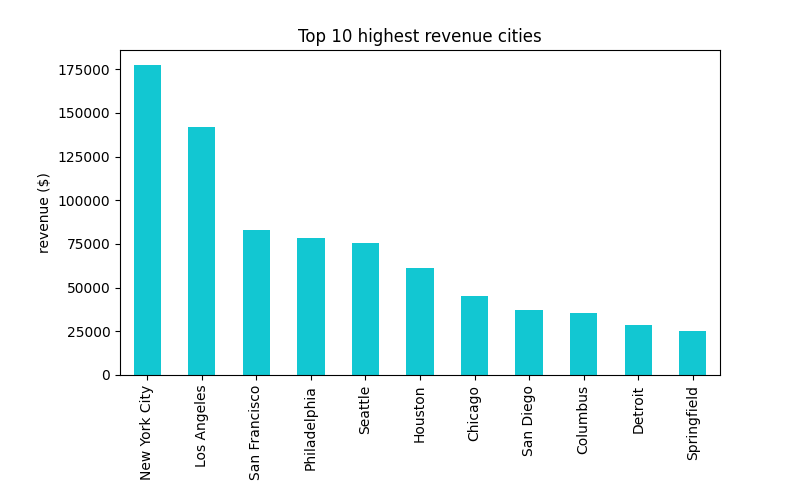 Top 10 highest revenue cities
revenue ($)
175000
150000
125000
100000
75000
50000
25000
0
New York City
Los Angeles
San Francisco
Philadelphia
Seattle
Houston
Chicago
San Diego
Columbus
Detroit
Springfield